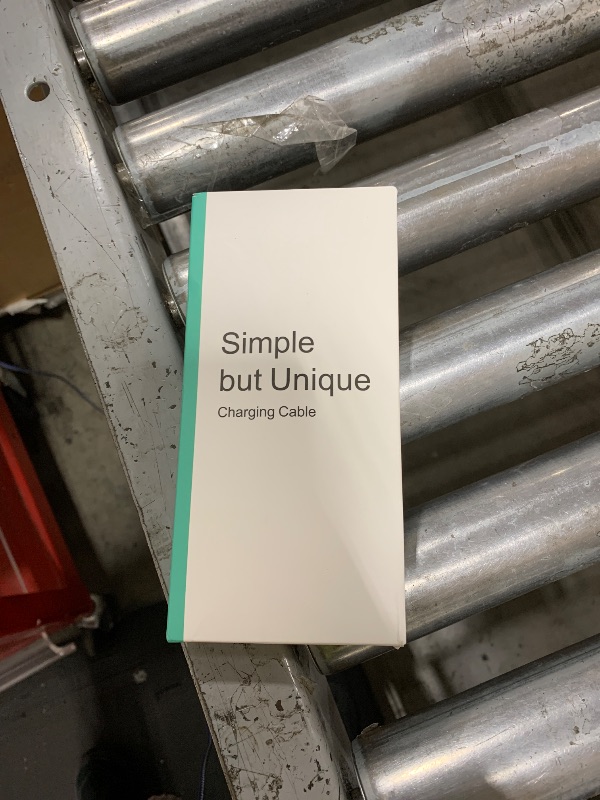 Simple
but Unique
Charging Cable